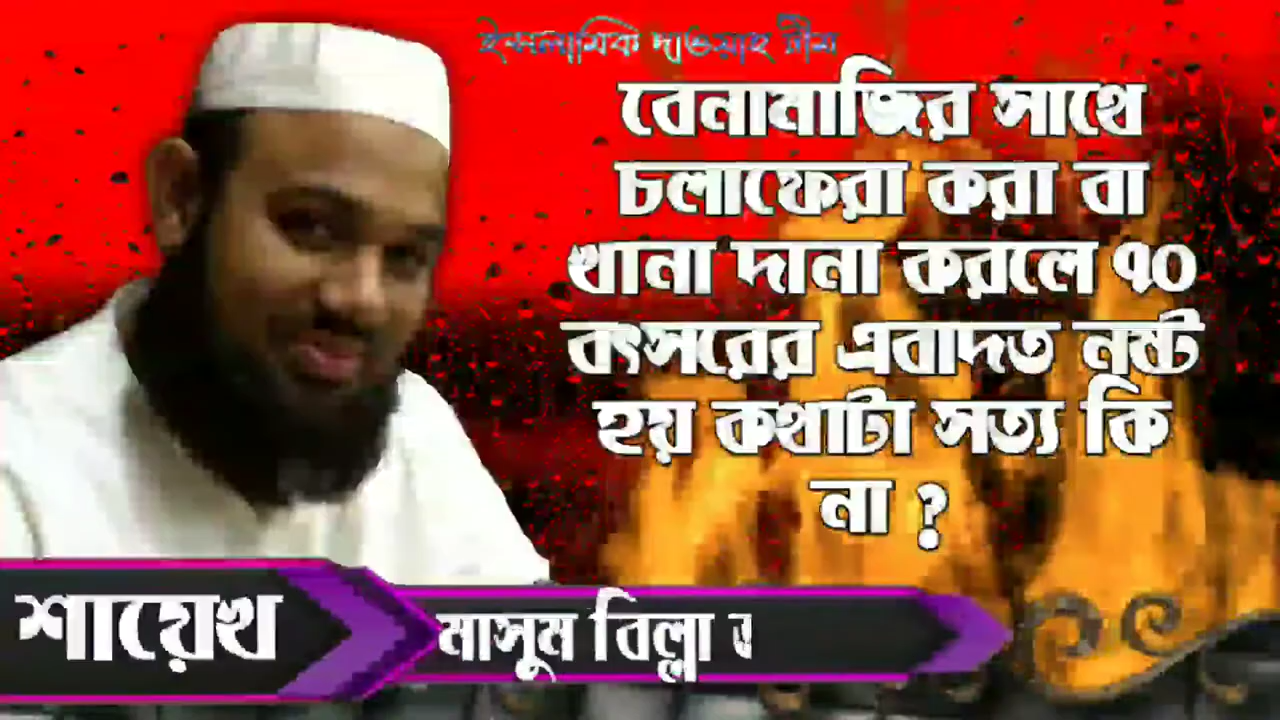 ইসলামিক দাওয়াহ টীম
বেনামাজির সাথে
চলাফেরা করা বা
খানা দানা করলে ৭০
বৎসরের এবাদত নষ্ট
হয় কথাটা সত্য কি
না ?
শায়েখ
মাসুম বিল্লা